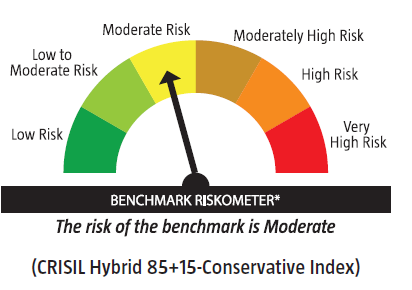 Moderate Risk
Moderately High Risk
Low to
Moderate Risk
High Risk
Low Risk
Very
High Risk
BENCHMARK RISKOMETER*
The risk of the benchmark is Moderate
(CRISIL Hybrid 85+15-Conservative Index)